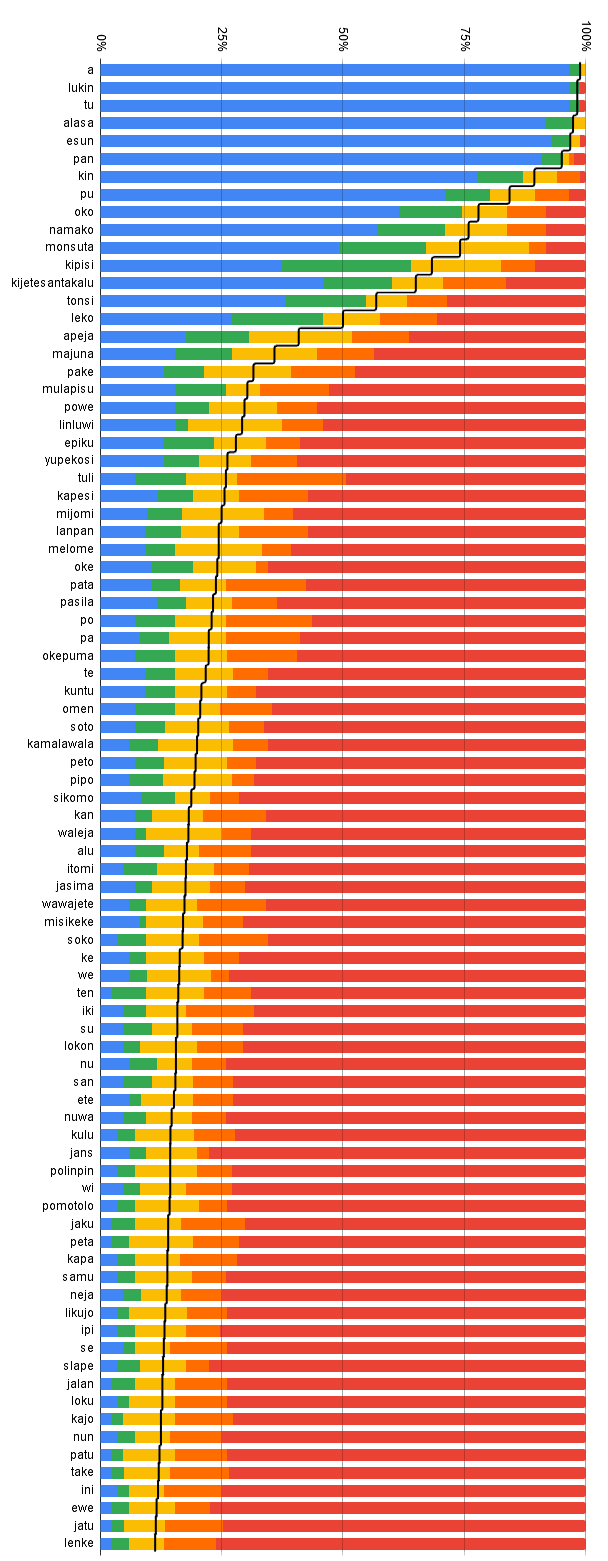 0%
25%
50%
75%
100%
a
lukin
tu
alasa
esun
pan
kin
pu
oko
namako
monsuta
kipisi
kijetesantakalu
tonsi
leko
apeja
majuna
pake
mulapisu
powe
linluwi
epiku
yupekosi
tuli
kapesi
mijomi
lanpan
melome
oke
pata
pasila
po
pa
okepuma
te
kuntu
omen
soto
kamalawala
peto
pipo
sikomo
kan
waleja
alu
itomi
jasima
wawajete
misikeke
soko
ke
we
ten
iki
su
lokon
nu
san
ete
nuwa
kulu
jans
polinpin
wi
pomotolo
jaku
peta
kapa
samu
neja
likujo
ipi
se
slape
jalan
loku
kajo
nun
patu
take
ini
ewe
jatu
lenke